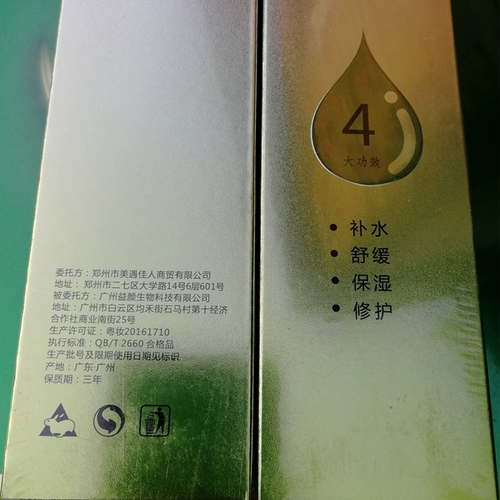 委托方：郑州市美遇佳人商贸有限公司
地址： 郑州市二七区大学路14号6层601号
被委托方：广州益颜生物科技有限公司
地址：广州市白云区均禾街石马村第十经济
合作社商业南街25号
生产许可证：粤妆20161710
执行标准：QB/T 2660 合格品
生产批号及限期使用日期见标识
产地：广东·广州
保质期：三年
4
大功效
• 补水
• 舒缓
• 保湿
• 修护